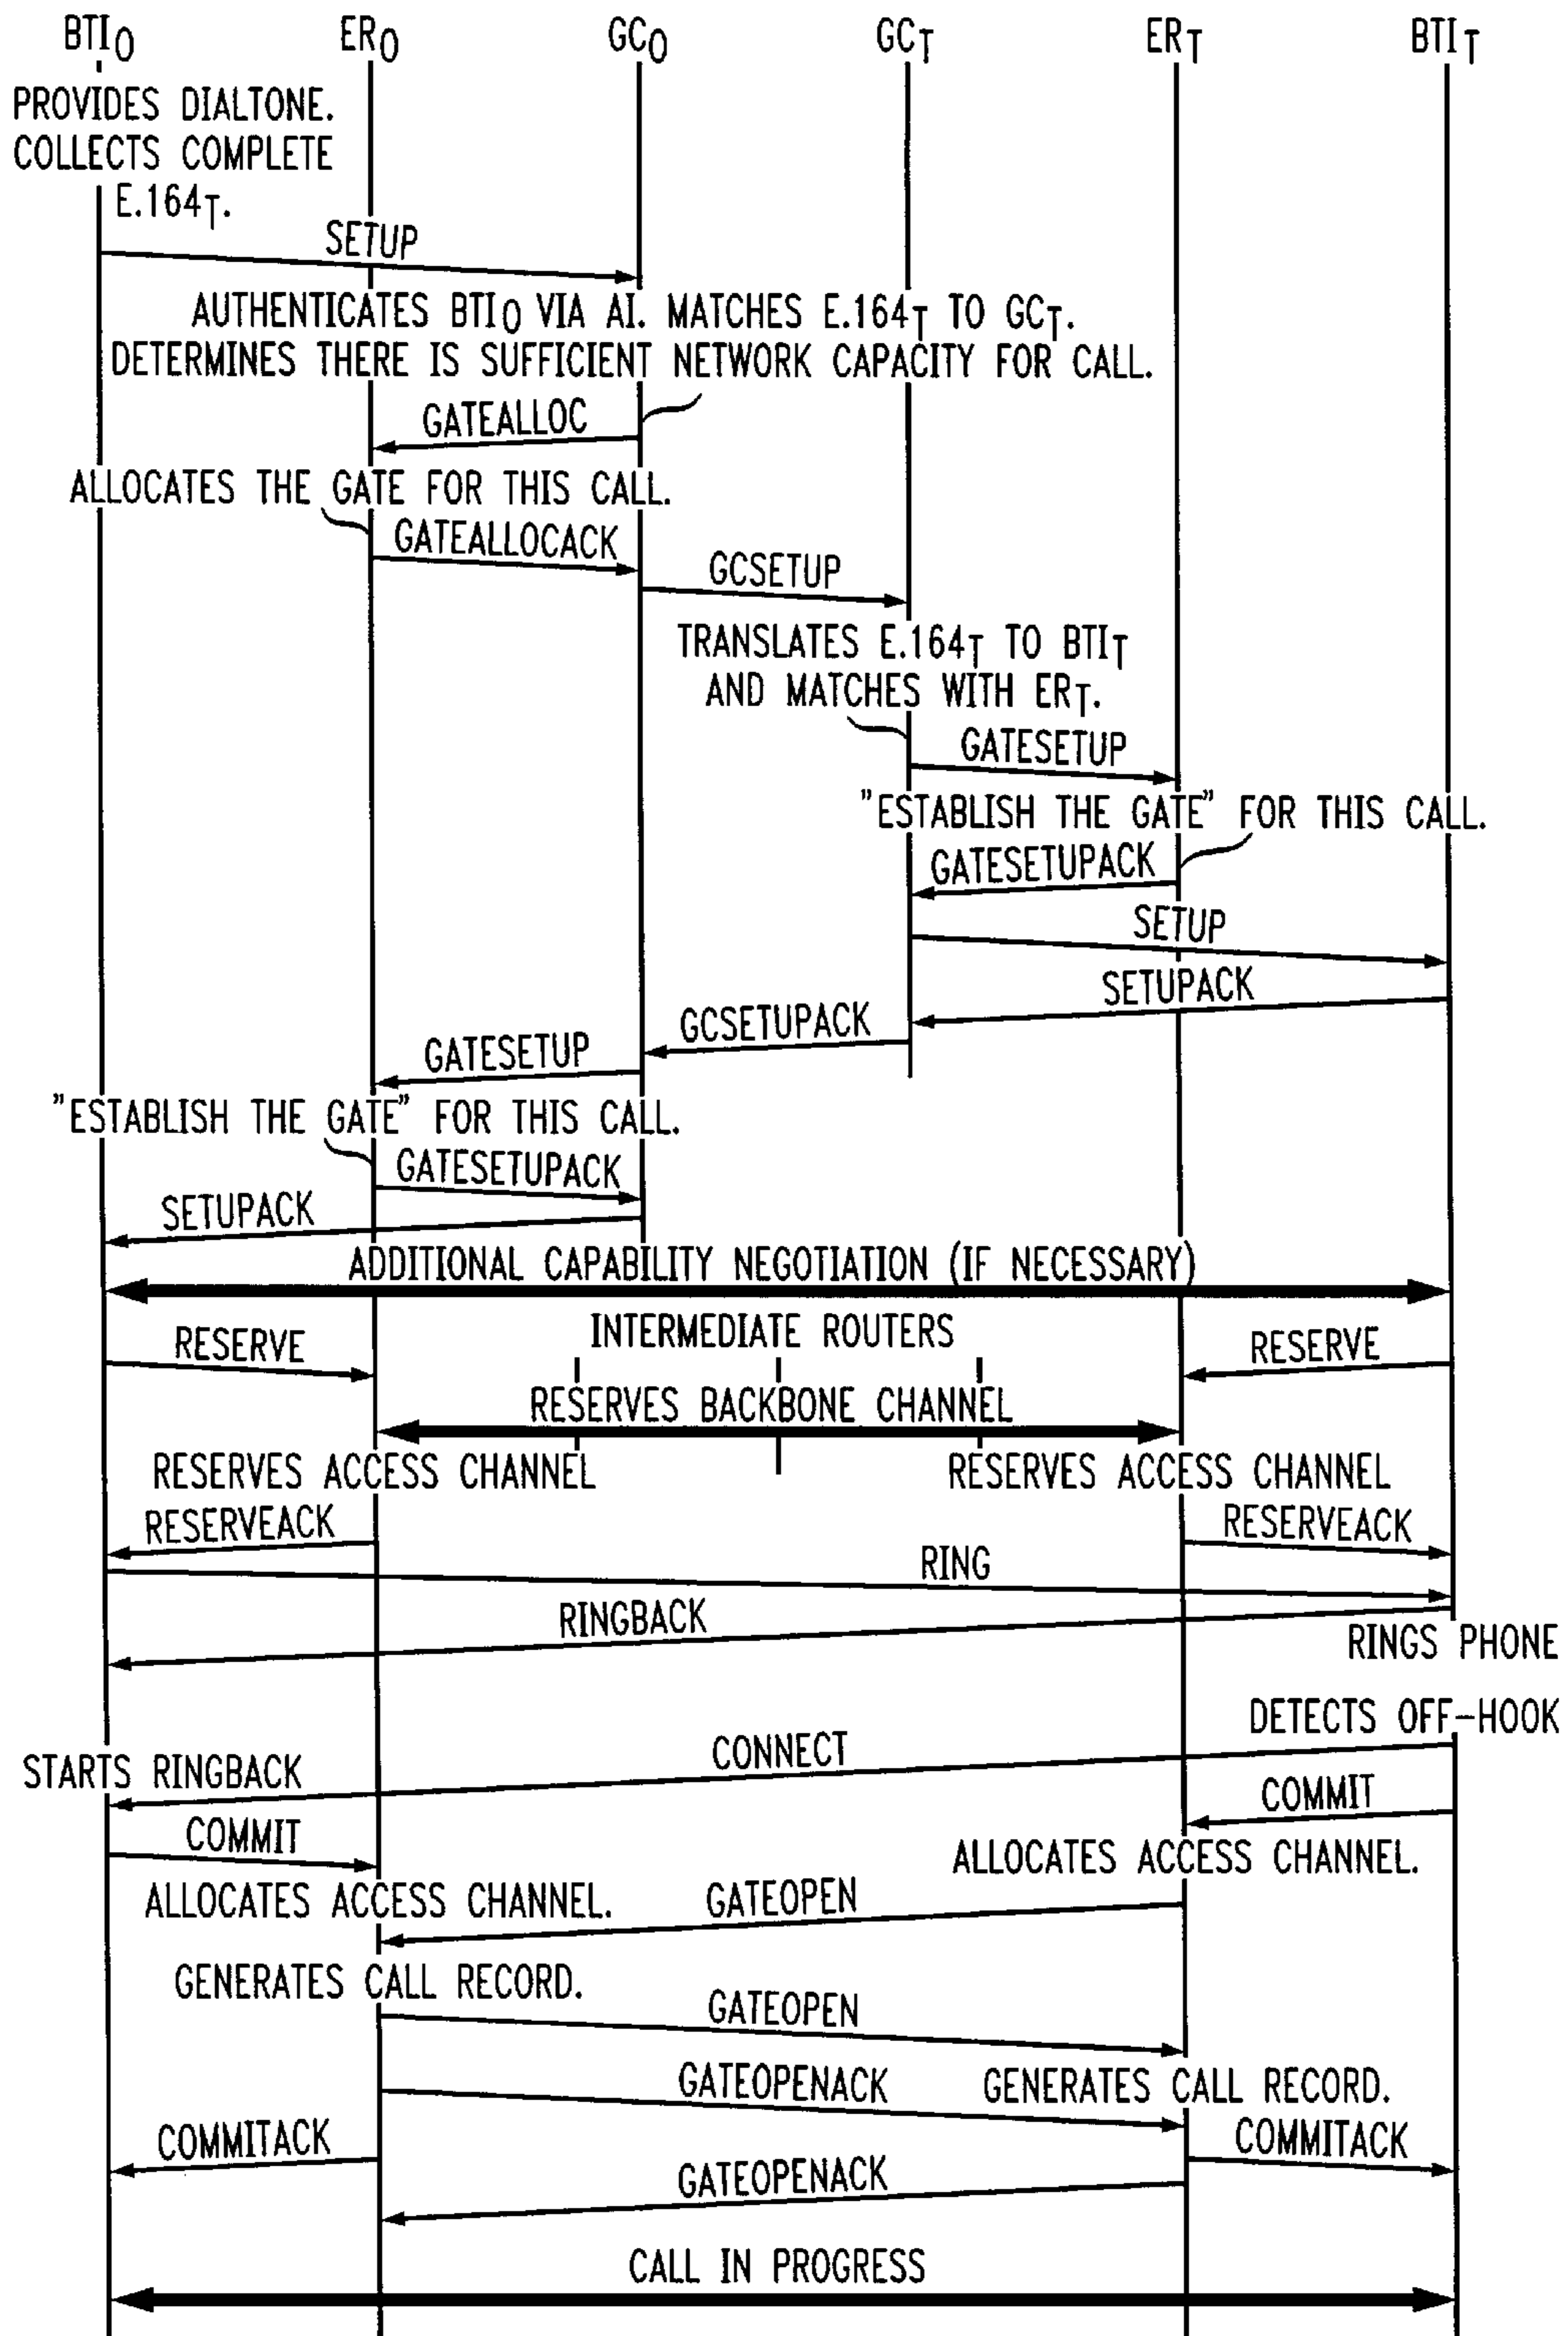 BTIO ERO GCO GCT ERT BTIT
PROVIDES DIALTONE.
COLLECTS COMPLETE
E.164T.
SETUP
AUTHENTICATES BTIO VIA AI. MATCHES E.164T TO GCT.
DETERMINES THERE IS SUFFICIENT NETWORK CAPACITY FOR CALL.
GATEALLOC
ALLOCATES THE GATE FOR THIS CALL.
GATEALLOCACK
GCSETUP
TRANSLATES E.164T TO BTIT
AND MATCHES WITH ERT.
GATESETUP
"ESTABLISH THE GATE" FOR THIS CALL.
GATESETUPACK
SETUP
SETUPACK
GCSETUPACK
GATESETUP
"ESTABLISH THE GATE" FOR THIS CALL.
GATESETUPACK
SETUPACK
ADDITIONAL CAPABILITY NEGOTIATION (IF NECESSARY)
INTERMEDIATE ROUTERS
RESERVE RESERVE
RESERVES BACKBONE CHANNEL
RESERVES ACCESS CHANNEL RESERVES ACCESS CHANNEL
RESERVEACK RESERVEACK
RING
RINGBACK
RINGS PHONE
DETECTS OFF-HOOK
CONNECT
STARTS RINGBACK
COMMIT
COMMIT
ALLOCATES ACCESS CHANNEL.
ALLOCATES ACCESS CHANNEL. GATEOPEN
GENERATES CALL RECORD.
GATEOPEN
GATEOPENACK GENERATES CALL RECORD.
COMMITACK COMMITACK
GATEOPENACK
CALL IN PROGRESS